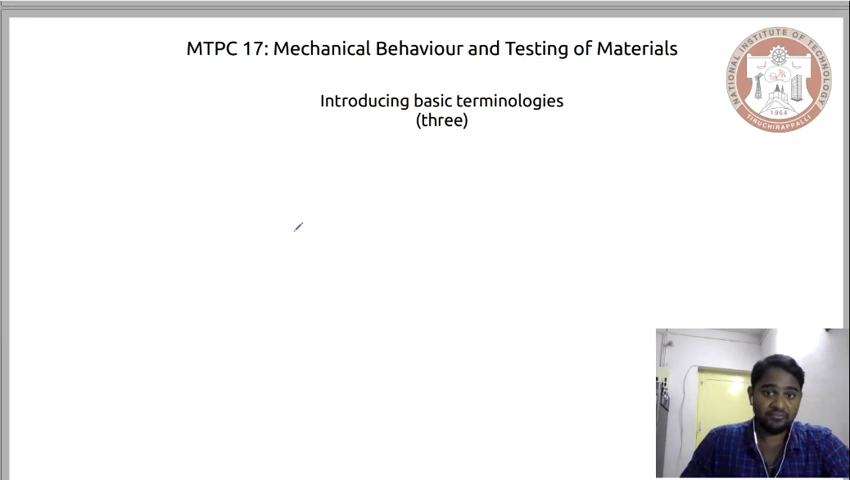 MTPC 17: Mechanical Behaviour and Testing of Materials
Introducing basic terminologies
(three)
NATIONAL INSTITUTE OF TECHNOLOGY
1964
TIRUCHIRAPPALLI